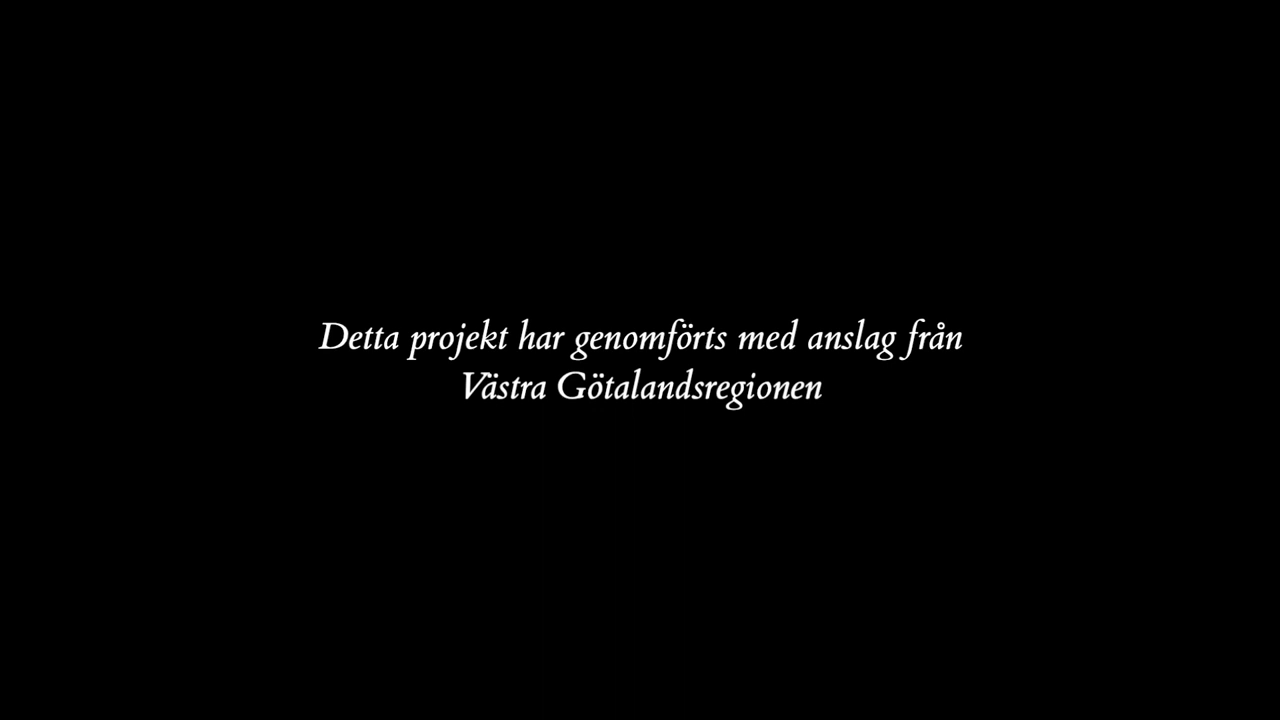 Detta projekt har genomförts med anslag från
Västra Götalandsregionen